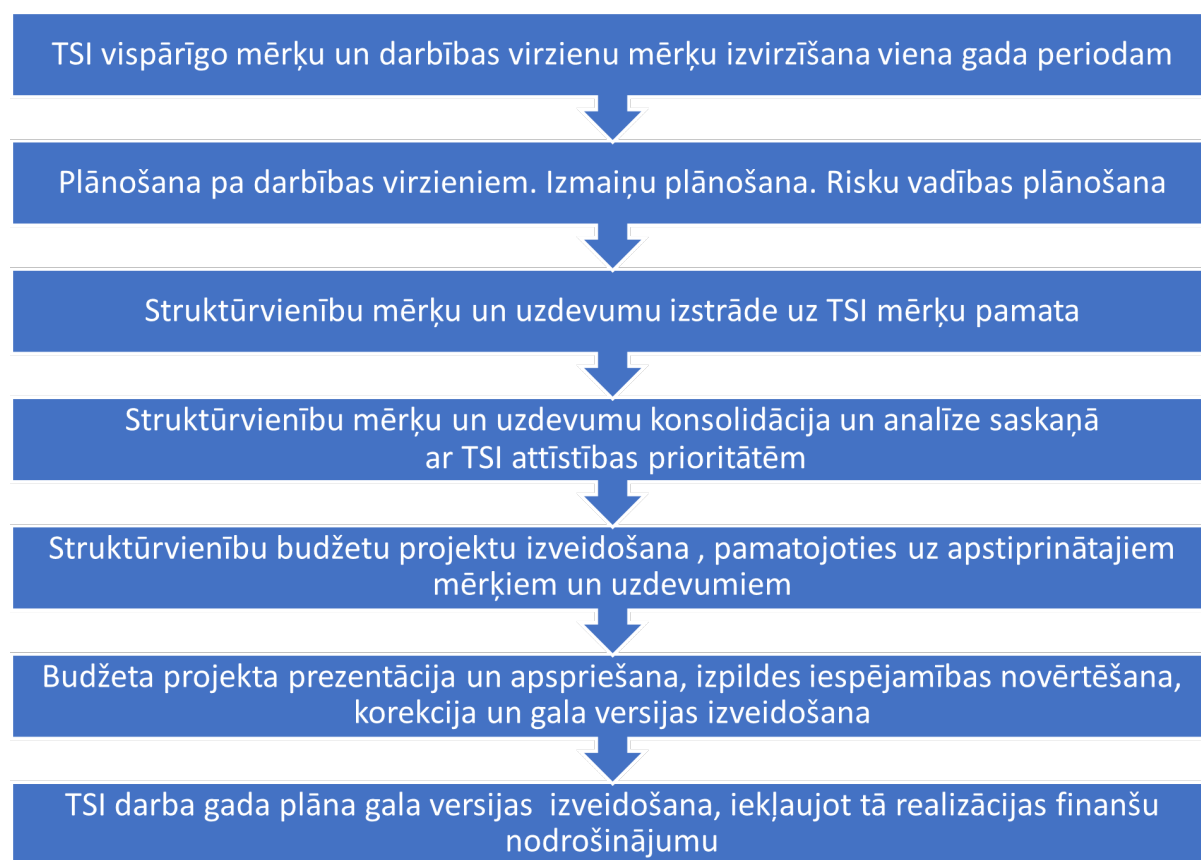 TSI vispārīgo mērķu un darbības virzienu mērķu izvirzīšana viena gada periodam
Plānošana pa darbības virzieniem. Izmaiņu plānošana. Risku vadības plānošana
Struktūrvienību mērķu un uzdevumu izstrāde uz TSI mērķu pamata
Struktūrvienību mērķu un uzdevumu konsolidācija un analīze saskaņā
ar TSI attīstības prioritātēm
Struktūrvienību budžetu projektu izveidošana , pamatojoties uz apstiprinātajiem
mērķiem un uzdevumiem
Budžeta projekta prezentācija un apspriešana, izpildes iespējamības novērtēšana,
korekcija un gala versijas izveidošana
TSI darba gada plāna gala versijas  izveidošana, iekļaujot tā realizācijas finanšu
nodrošinājumu